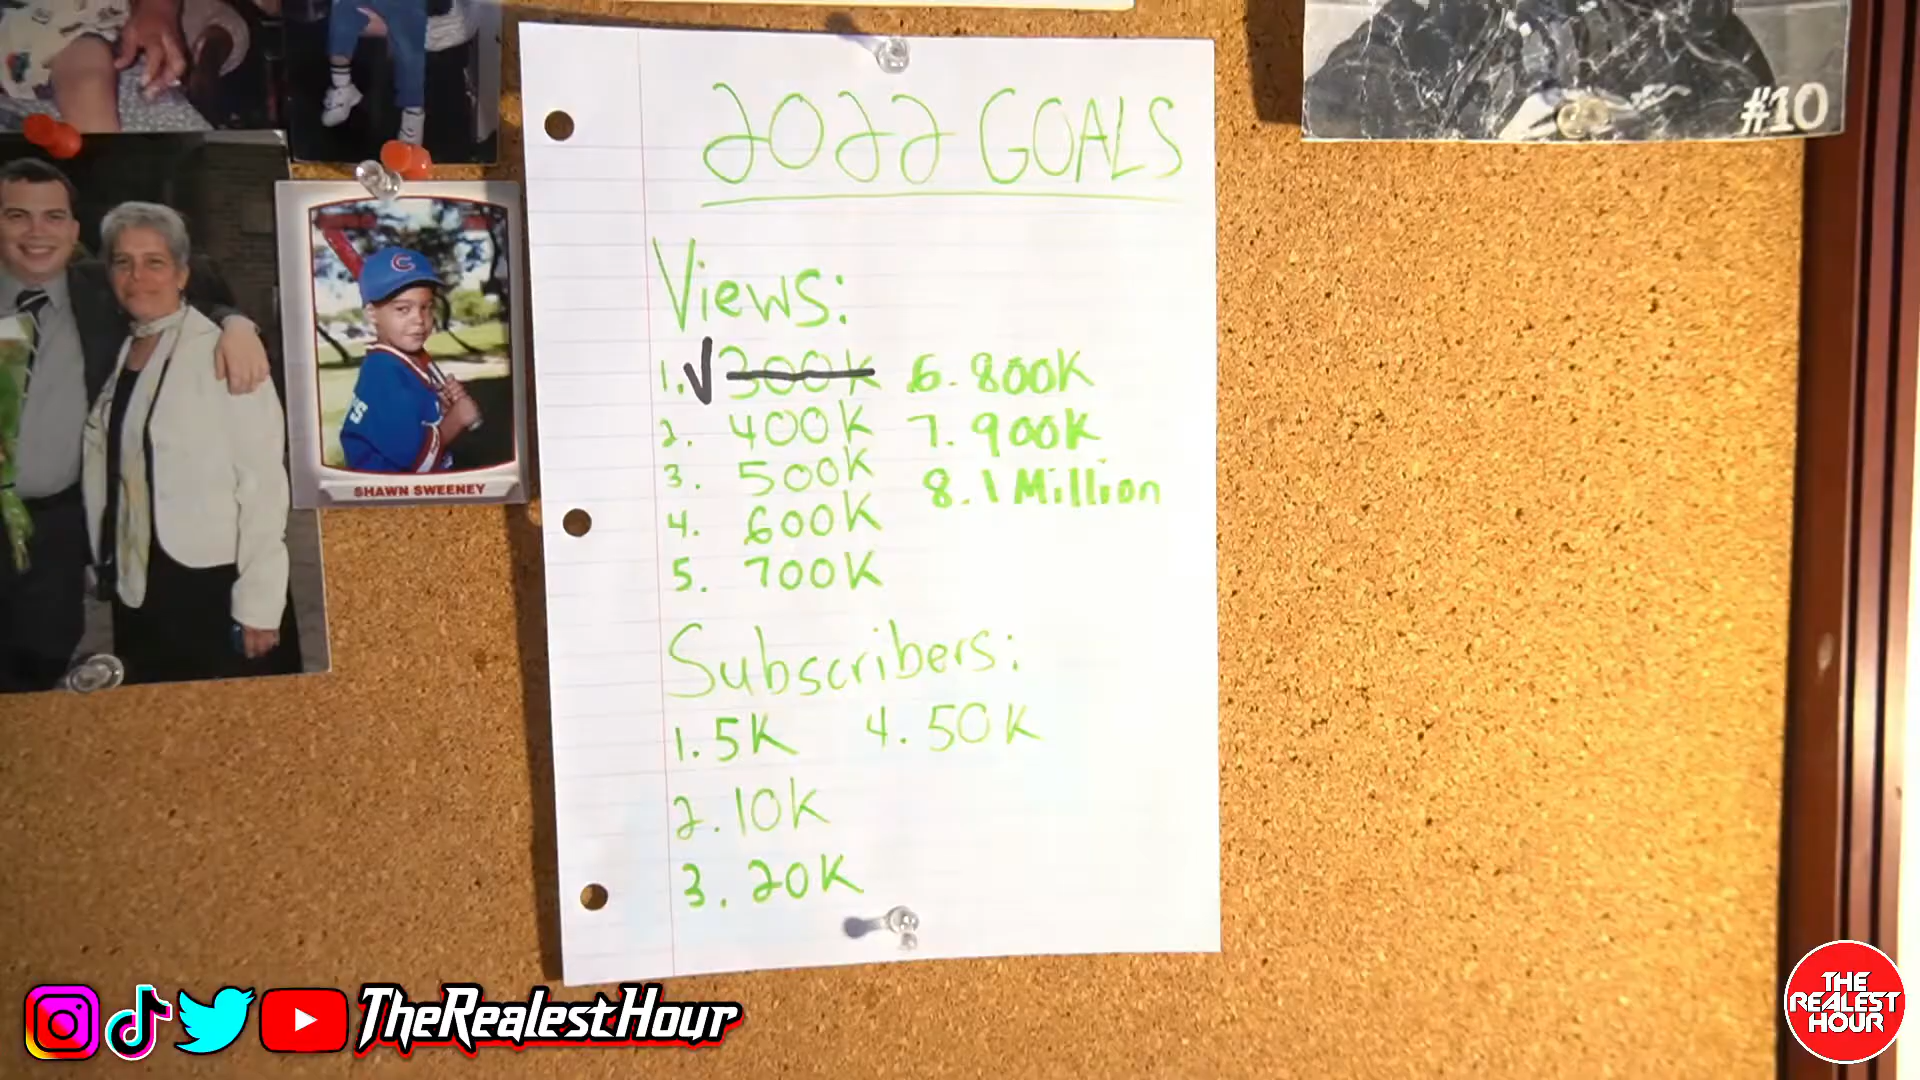 #10
2022 GOALS
Views:
1. 300K
2. 400K
3. 500K
4. 600K
5. 700K
6. 800K
7. 900K
8. 1 Million
Subscribers:
1. 5K
2. 10K
3. 20K
4. 50K
C
SHAWN SWEENEY
TheRealestHour
THE
REALEST
HOUR